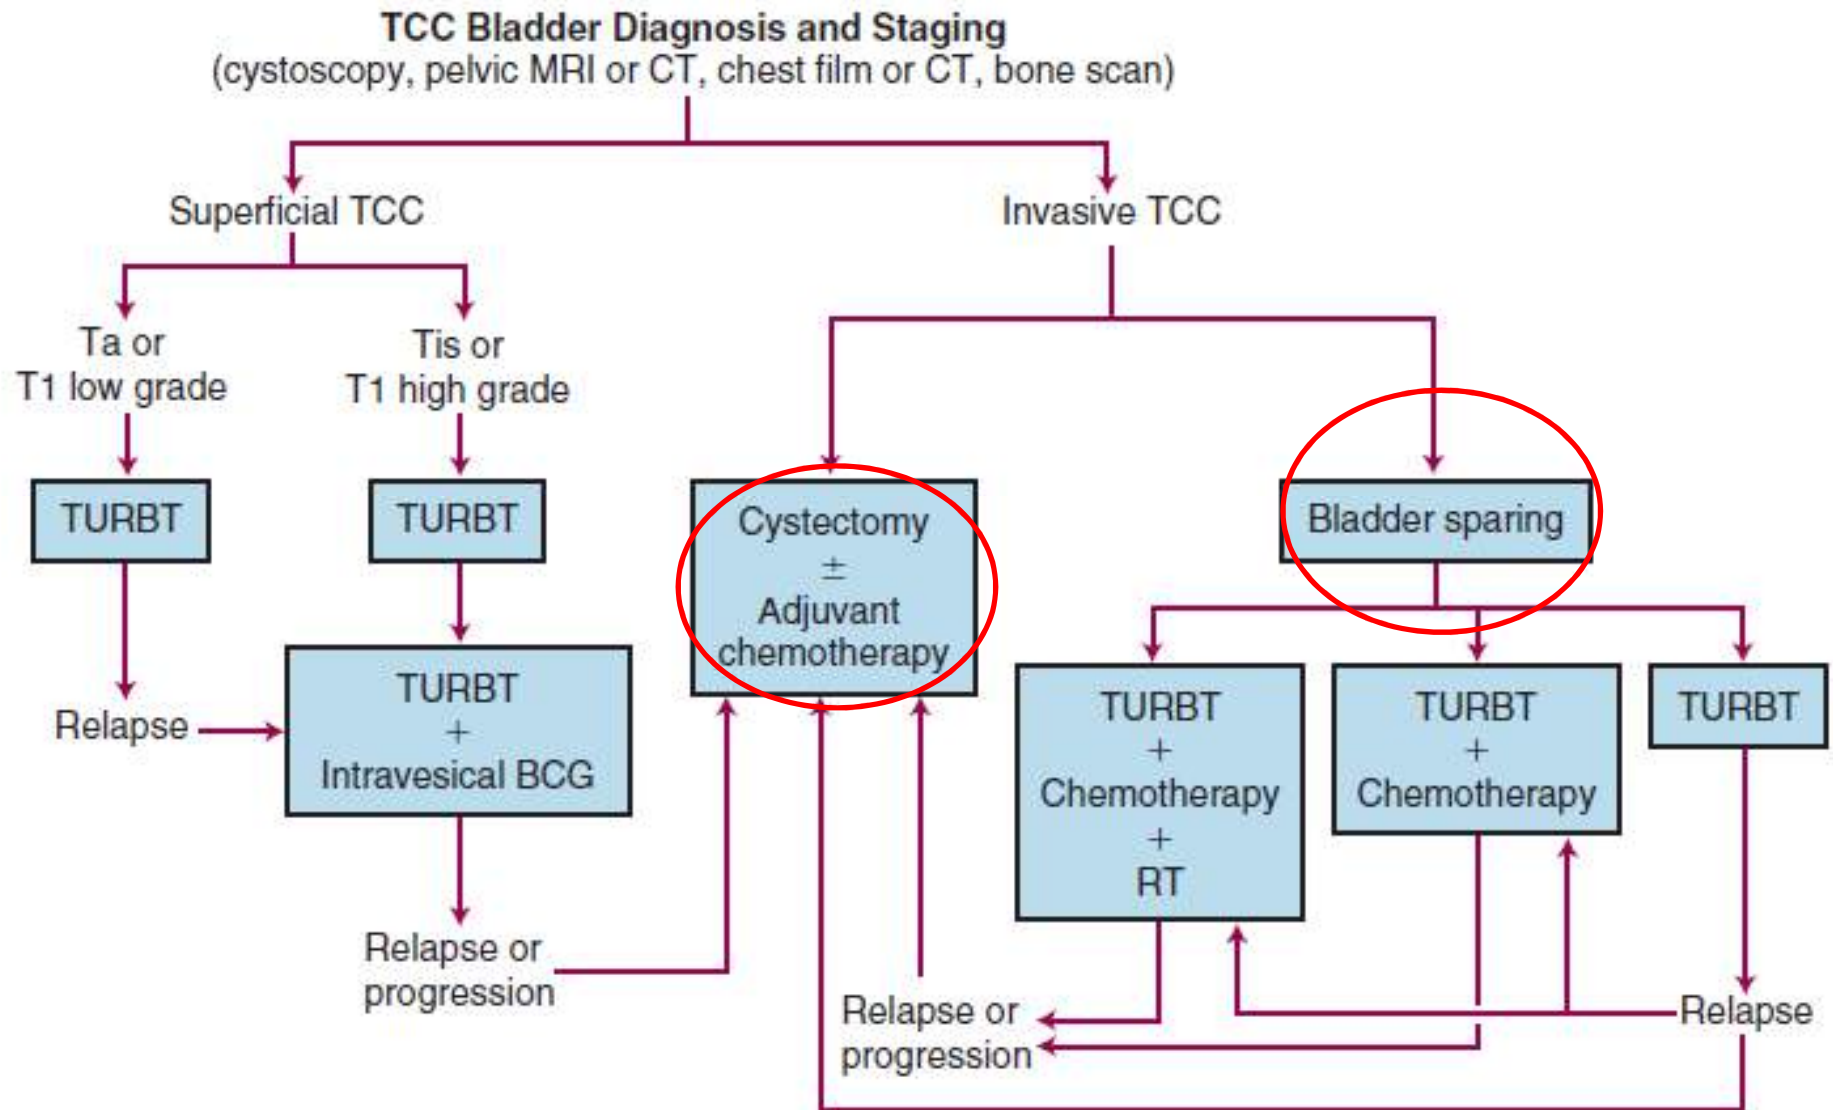 TCC Bladder Diagnosis and Staging
(cystoscopy, pelvic MRI or CT, chest film or CT, bone scan)
Superficial TCC
Invasive TCC
Ta or
T1 low grade
Tis or
T1 high grade
TURBT
TURBT
Cystectomy
±
Adjuvant
chemotherapy
Bladder sparing
Relapse
TURBT
+
Intravesical BCG
TURBT
+
Chemotherapy
+
RT
TURBT
+
Chemotherapy
TURBT
Relapse or
progression
Relapse or
progression
Relapse